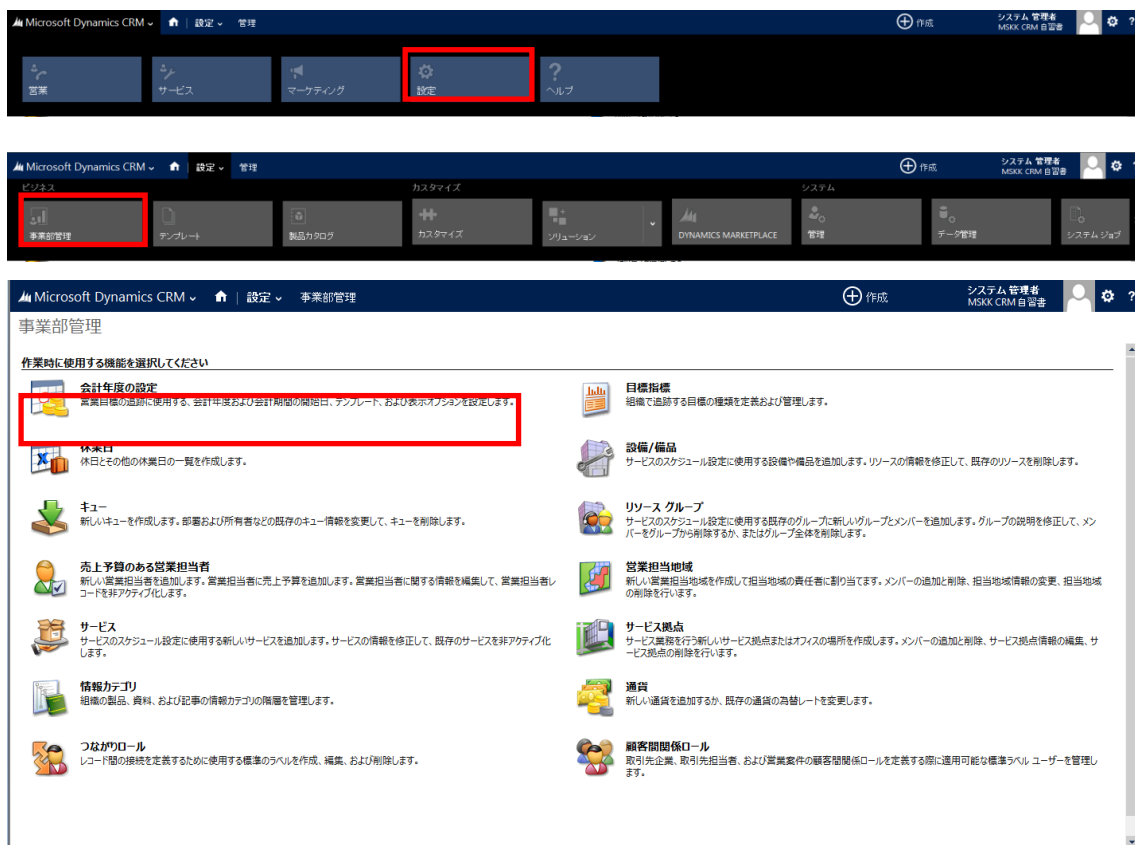 Microsoft Dynamics CRM 設定 管理 作成 システム 管理者 ?
MSKK CRM 自習書
営業 サービス マーケティング 設定 ヘルプ
Microsoft Dynamics CRM 設定 管理 作成 システム 管理者
MSKK CRM 自習書
ビジネス カスタマイズ システム
事業部管理 テンプレート 製品カタログ カスタマイズ ソリューション DYNAMICS MARKETPLACE 管理 データ管理 システム ジョブ
Microsoft Dynamics CRM 設定 事業部管理 作成 システム 管理者 ?
MSKK CRM 自習書
事業部管理
作業時に使用する機能を選択してください
会計年度の設定
営業目標の追跡に使用する、会計年度および会計期間の開始日、テンプレート、および表示オプションを設定します。
目標指標
組織で追跡する目標の種類を定義および管理します。
休業日
休日とその他の休業日の一覧を作成します。
設備/備品
サービスのスケジュール設定に使用する設備や備品を追加します。リソースの情報を修正して、既存のリソースを削除します。
キュー
新しいキューを作成します。部署および所有者などの既存のキュー情報を変更して、キューを削除します。
リソース グループ
サービスのスケジュール設定に使用する既存のグループに新しいグループとメンバーを追加します。グループの説明を修正して、メン
バーをグループから削除するか、またはグループ全体を削除します。
売上予算のある営業担当者
新しい営業担当者を追加します。営業担当者に売上予算を追加します。営業担当者に関する情報を編集して、営業担当者レ
コードを非アクティブ化します。
営業担当地域
新しい営業担当地域を作成して担当地域の責任者に割り当てます。メンバーの追加と削除、担当地域情報の変更、担当地域
の削除を行います。
サービス
サービスのスケジュール設定に使用する新しいサービスを追加します。サービスの情報を修正して、既存のサービスを非アクティブ化
します。
サービス拠点
サービス業務を行う新しいサービス拠点またはオフィスの場所を作成します。メンバーの追加と削除、サービス拠点情報の編集、サ
ービス拠点の削除を行います。
情報カテゴリ
組織の製品、資料、および記事の情報カテゴリの階層を管理します。
通貨
新しい通貨を追加するか、既存の通貨の為替レートを変更します。
つながりロール
レコード間の接続を定義するために使用する標準のラベルを作成、編集、および削除します。
顧客間関係ロール
取引先企業、取引先担当者、および営業案件の顧客間関係ロールを定義する際に適用可能な標準ラベル ユーザーを管理し
ます。